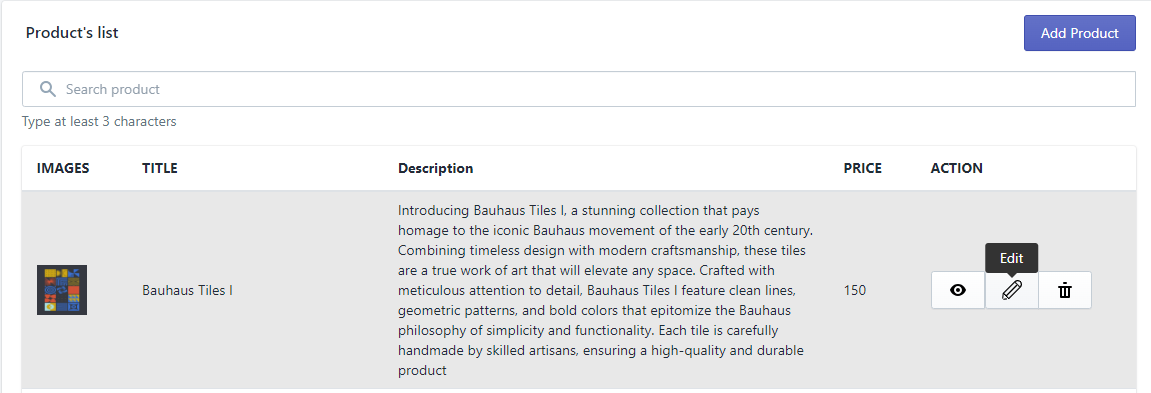 Product's list
Add Product
Search product
Type at least 3 characters
IMAGES TITLE Description PRICE ACTION
Introducing Bauhaus Tiles I, a stunning collection that pays
homage to the iconic Bauhaus movement of the early 20th century.
Combining timeless design with modern craftsmanship, these tiles
are a true work of art that will elevate any space. Crafted with
meticulous attention to detail, Bauhaus Tiles I feature clean lines,
geometric patterns, and bold colors that epitomize the Bauhaus
philosophy of simplicity and functionality. Each tile is carefully
handmade by skilled artisans, ensuring a high-quality and durable
product
Bauhaus Tiles I
150
Edit